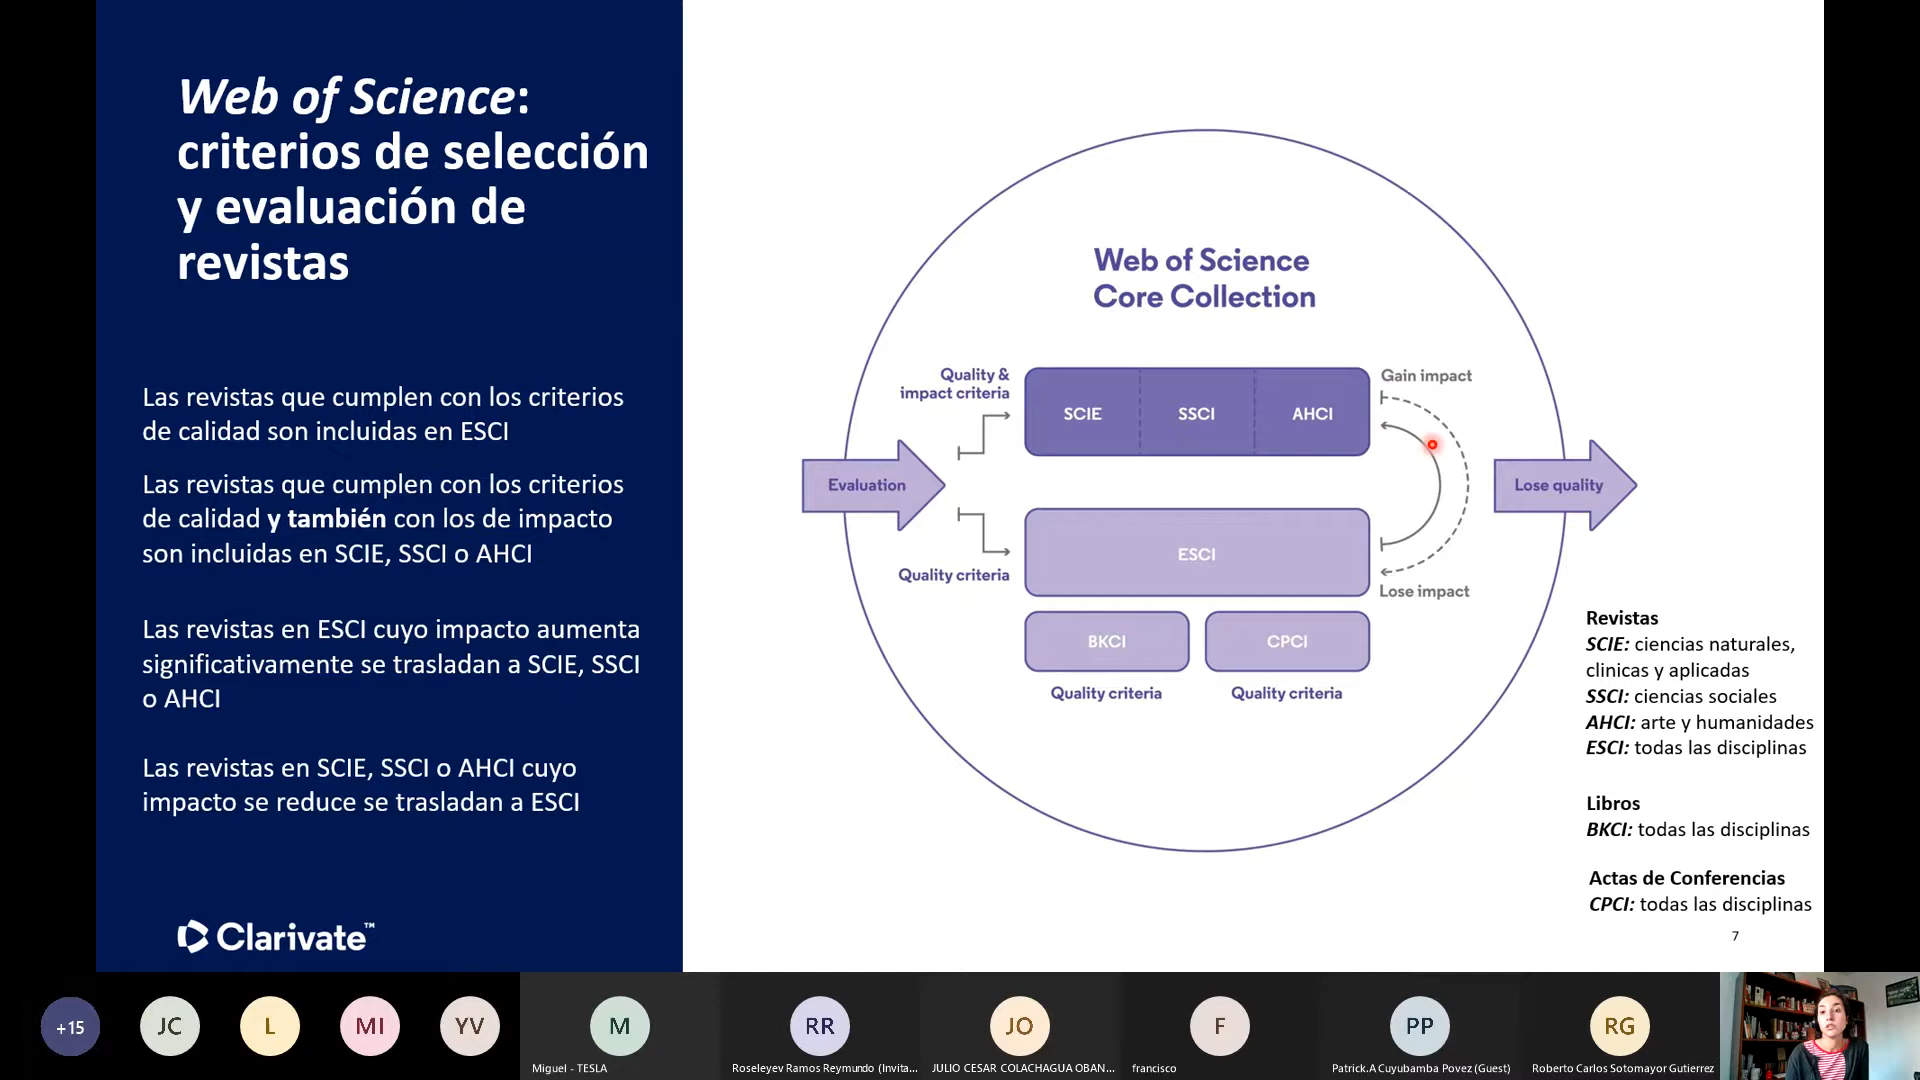 Web of Science:
criterios de selección
y evaluación de
revistas
Las revistas que cumplen con los criterios
de calidad son incluidas en ESCI
Las revistas que cumplen con los criterios
de calidad y también con los de impacto
son incluidas en SCIE, SSCI o AHCI
Las revistas en ESCI cuyo impacto aumenta
significativamente se trasladan a SCIE, SSCI
o AHCI
Las revistas en SCIE, SSCI o AHCI cuyo
impacto se reduce se trasladan a ESCI
Clarivate™
Web of Science
Core Collection
Quality &
impact criteria
SCIE
SSCI
AHCI
Gain impact
Evaluation
Lose quality
ESCI
Quality criteria
Lose impact
BKCI
CPCI
Quality criteria
Quality criteria
Revistas
SCIE: ciencias naturales,
clinicas y aplicadas
SSCI: ciencias sociales
AHCI: arte y humanidades
ESCI: todas las disciplinas
Libros
BKCI: todas las disciplinas
Actas de Conferencias
CPCI: todas las disciplinas
7
+15
JC
L
MI
YV
M
RR
JO
F
PP
RG
Miguel - TESLA
Roseleyev Ramos Reymundo (Invita...
JULIO CESAR COLACHAGUA OBAN...
francisco
Patrick.A Cuyubamba Povez (Guest)
Roberto Carlos Sotomayor Gutierrez